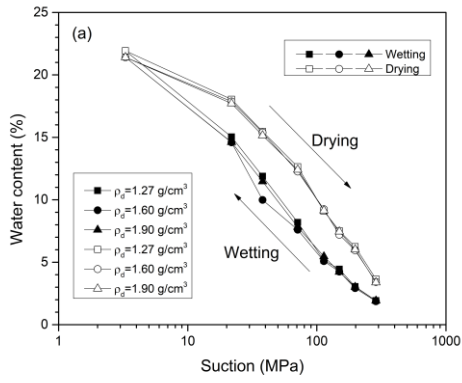 (a)
Wetting
Drying
Drying
Wetting
ρd=1.27 g/cm³
ρd=1.60 g/cm³
ρd=1.90 g/cm³
ρd=1.27 g/cm³
ρd=1.60 g/cm³
ρd=1.90 g/cm³
25
20
15
10
5
0
Water content (%)
1 10 100 1000
Suction (MPa)